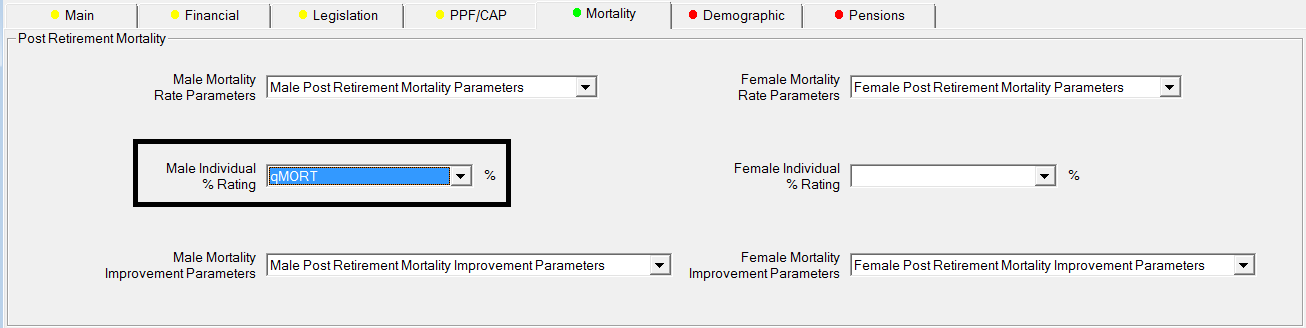 Main Financial Legislation PPF/CAP Mortality Demographic Pensions
Post Retirement Mortality
Male Mortality
Rate Parameters
Male Post Retirement Mortality Parameters
Female Mortality
Rate Parameters
Female Post Retirement Mortality Parameters
Male Individual
% Rating
qMORT %
Female Individual
% Rating
%
Male Mortality
Improvement Parameters
Male Post Retirement Mortality Improvement Parameters
Female Mortality
Improvement Parameters
Female Post Retirement Mortality Improvement Parameters